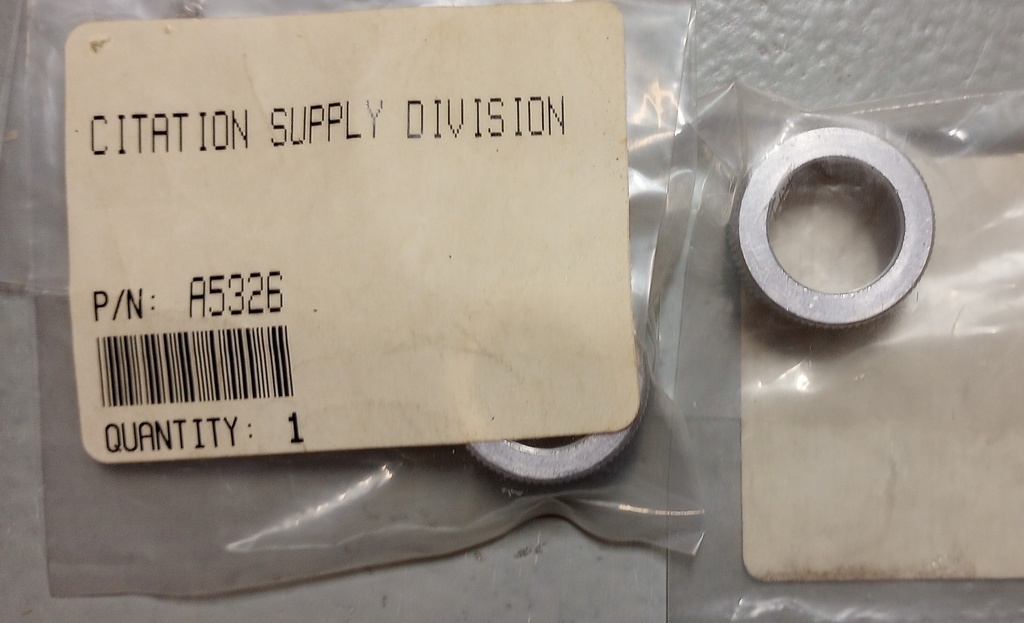 CITATION SUPPLY DIVISION
P/N: A5326
QUANTITY: 1